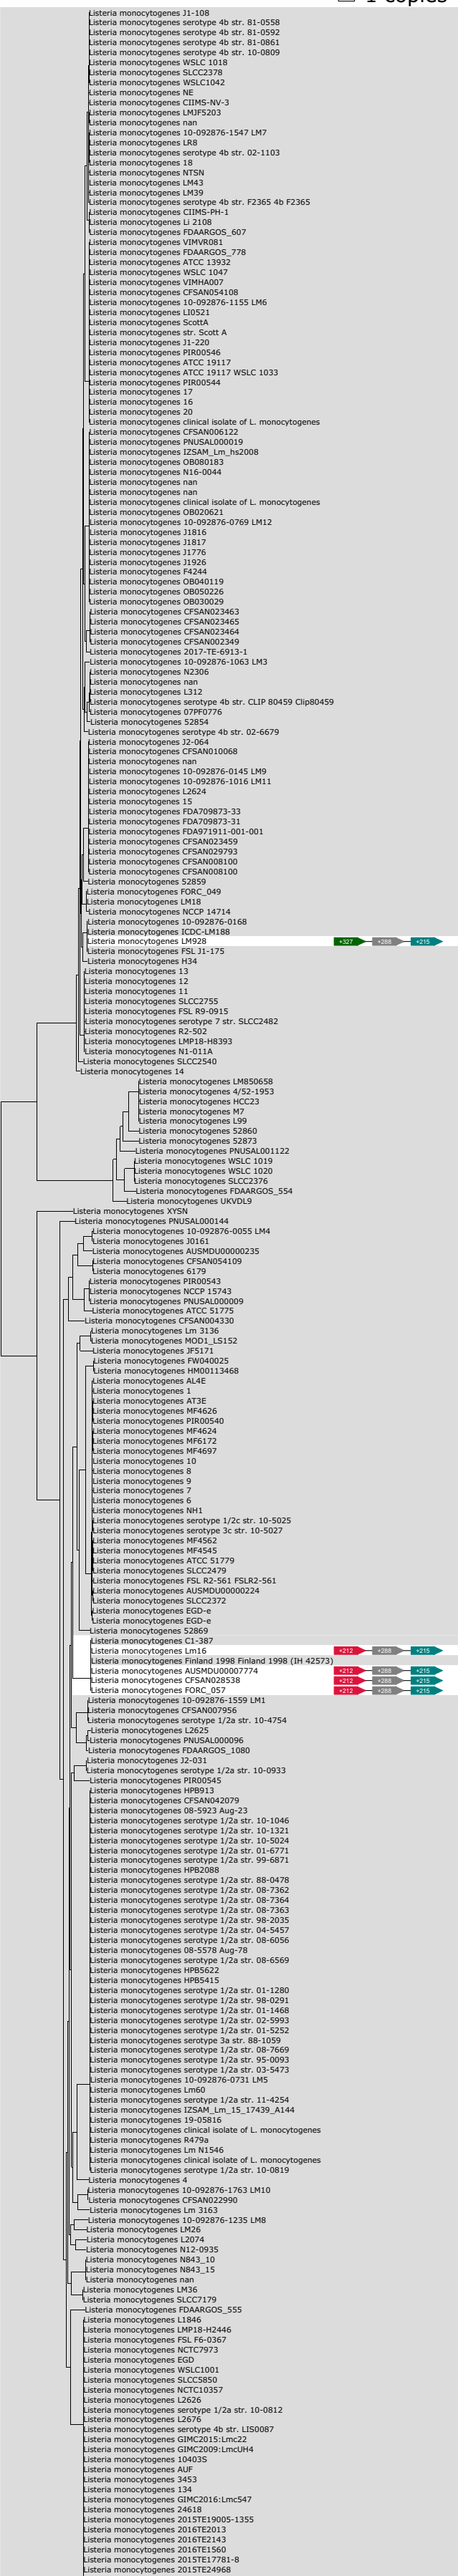 1 copies
Listeria monocytogenes J1-108
Listeria monocytogenes serotype 4b str. 81-0558
Listeria monocytogenes serotype 4b str. 81-0592
Listeria monocytogenes serotype 4b str. 81-0861
Listeria monocytogenes serotype 4b str. 10-0809
Listeria monocytogenes WSLC 1018
Listeria monocytogenes SLCC2378
Listeria monocytogenes WSLC1042
Listeria monocytogenes NE
Listeria monocytogenes CIIMS-NV-3
Listeria monocytogenes LMJF5203
Listeria monocytogenes nan
Listeria monocytogenes 10-092876-1547 LM7
Listeria monocytogenes LR8
Listeria monocytogenes serotype 4b str. 02-1103
Listeria monocytogenes 18
Listeria monocytogenes NTSN
Listeria monocytogenes LM43
Listeria monocytogenes LM39
Listeria monocytogenes serotype 4b str. F2365 4b F2365
Listeria monocytogenes CIIMS-PH-1
Listeria monocytogenes Li 2108
Listeria monocytogenes FDAARGOS_607
Listeria monocytogenes VIMVR081
Listeria monocytogenes FDAARGOS_778
Listeria monocytogenes ATCC 13932
Listeria monocytogenes WSLC 1047
Listeria monocytogenes VIMHA007
Listeria monocytogenes CFSAN054108
Listeria monocytogenes 10-092876-1155 LM6
Listeria monocytogenes LI0521
Listeria monocytogenes ScottA
Listeria monocytogenes str. Scott A
Listeria monocytogenes J1-220
Listeria monocytogenes PIR00546
Listeria monocytogenes ATCC 19117
Listeria monocytogenes ATCC 19117 WSLC 1033
Listeria monocytogenes PIR00544
Listeria monocytogenes 17
Listeria monocytogenes 16
Listeria monocytogenes 20
Listeria monocytogenes clinical isolate of L. monocytogenes
Listeria monocytogenes CFSAN006122
Listeria monocytogenes PNUSAL000019
Listeria monocytogenes IZSAM_Lm_hs2008
Listeria monocytogenes OB080183
Listeria monocytogenes N16-0044
Listeria monocytogenes nan
Listeria monocytogenes nan
Listeria monocytogenes clinical isolate of L. monocytogenes
Listeria monocytogenes OB020621
Listeria monocytogenes 10-092876-0769 LM12
Listeria monocytogenes J1816
Listeria monocytogenes J1817
Listeria monocytogenes J1776
Listeria monocytogenes J1926
Listeria monocytogenes F4244
Listeria monocytogenes OB040119
Listeria monocytogenes OB050226
Listeria monocytogenes OB030029
Listeria monocytogenes CFSAN023463
Listeria monocytogenes CFSAN023465
Listeria monocytogenes CFSAN023464
Listeria monocytogenes CFSAN002349
Listeria monocytogenes 2017-TE-6913-1
Listeria monocytogenes 10-092876-1063 LM3
Listeria monocytogenes N2306
Listeria monocytogenes nan
Listeria monocytogenes L312
Listeria monocytogenes serotype 4b str. CLIP 80459 Clip80459
Listeria monocytogenes 07PF0776
Listeria monocytogenes 52854
Listeria monocytogenes serotype 4b str. 02-6679
Listeria monocytogenes J2-064
Listeria monocytogenes CFSAN010068
Listeria monocytogenes nan
Listeria monocytogenes 10-092876-0145 LM9
Listeria monocytogenes 10-092876-1016 LM11
Listeria monocytogenes L2624
Listeria monocytogenes 15
Listeria monocytogenes FDA709873-33
Listeria monocytogenes FDA709873-31
Listeria monocytogenes FDA971911-001-001
Listeria monocytogenes CFSAN023459
Listeria monocytogenes CFSAN029793
Listeria monocytogenes CFSAN008100
Listeria monocytogenes CFSAN008100
Listeria monocytogenes 52859
Listeria monocytogenes FORC_049
Listeria monocytogenes LM18
Listeria monocytogenes NCCP 14714
Listeria monocytogenes 10-092876-0168
Listeria monocytogenes ICDC-LM188
Listeria monocytogenes LM928 +327 +288 +215
Listeria monocytogenes FSL J1-175
Listeria monocytogenes H34
Listeria monocytogenes 13
Listeria monocytogenes 12
Listeria monocytogenes 11
Listeria monocytogenes SLCC2755
Listeria monocytogenes FSL R9-0915
Listeria monocytogenes serotype 7 str. SLCC2482
Listeria monocytogenes R2-502
Listeria monocytogenes LMP18-H8393
Listeria monocytogenes N1-011A
Listeria monocytogenes SLCC2540
Listeria monocytogenes 14
Listeria monocytogenes LM850658
Listeria monocytogenes 4/52-1953
Listeria monocytogenes HCC23
Listeria monocytogenes M7
Listeria monocytogenes L99
Listeria monocytogenes 52860
Listeria monocytogenes 52873
Listeria monocytogenes PNUSAL001122
Listeria monocytogenes WSLC 1019
Listeria monocytogenes WSLC 1020
Listeria monocytogenes SLCC2376
Listeria monocytogenes FDAARGOS_554
Listeria monocytogenes UKVDL9
Listeria monocytogenes XYSN
Listeria monocytogenes PNUSAL000144
Listeria monocytogenes 10-092876-0055 LM4
Listeria monocytogenes J0161
Listeria monocytogenes AUSMDU00000235
Listeria monocytogenes CFSAN054109
Listeria monocytogenes 6179
Listeria monocytogenes PIR00543
Listeria monocytogenes NCCP 15743
Listeria monocytogenes PNUSAL000009
Listeria monocytogenes ATCC 51775
Listeria monocytogenes CFSAN004330
Listeria monocytogenes Lm 3136
Listeria monocytogenes MOD1_LS152
Listeria monocytogenes JF5171
Listeria monocytogenes FW040025
Listeria monocytogenes HM00113468
Listeria monocytogenes AL4E
Listeria monocytogenes 1
Listeria monocytogenes AT3E
Listeria monocytogenes MF4626
Listeria monocytogenes PIR00540
Listeria monocytogenes MF4624
Listeria monocytogenes MF6172
Listeria monocytogenes MF4697
Listeria monocytogenes 10
Listeria monocytogenes 8
Listeria monocytogenes 9
Listeria monocytogenes 7
Listeria monocytogenes 6
Listeria monocytogenes NH1
Listeria monocytogenes serotype 1/2c str. 10-5025
Listeria monocytogenes serotype 3c str. 10-5027
Listeria monocytogenes MF4562
Listeria monocytogenes MF4545
Listeria monocytogenes ATCC 51779
Listeria monocytogenes SLCC2479
Listeria monocytogenes FSL R2-561 FSLR2-561
Listeria monocytogenes AUSMDU00000224
Listeria monocytogenes SLCC2372
Listeria monocytogenes EGD-e
Listeria monocytogenes EGD-e
Listeria monocytogenes 52869
Listeria monocytogenes C1-387
Listeria monocytogenes Lm16 +212 +288 +215
Listeria monocytogenes Finland 1998 Finland 1998 (IH 42573)
Listeria monocytogenes AUSMDU00007774 +212 +288 +215
Listeria monocytogenes CFSAN028538 +212 +288 +215
Listeria monocytogenes FORC_057 +212 +288 +215
Listeria monocytogenes 10-092876-1559 LM1
Listeria monocytogenes CFSAN007956
Listeria monocytogenes serotype 1/2a str. 10-4754
Listeria monocytogenes L2625
Listeria monocytogenes PNUSAL000096
Listeria monocytogenes FDAARGOS_1080
Listeria monocytogenes J2-031
Listeria monocytogenes serotype 1/2a str. 10-0933
Listeria monocytogenes PIR00545
Listeria monocytogenes HPB913
Listeria monocytogenes CFSAN042079
Listeria monocytogenes 08-5923 Aug-23
Listeria monocytogenes serotype 1/2a str. 10-1046
Listeria monocytogenes serotype 1/2a str. 10-1321
Listeria monocytogenes serotype 1/2a str. 10-5024
Listeria monocytogenes serotype 1/2a str. 01-6771
Listeria monocytogenes serotype 1/2a str. 99-6871
Listeria monocytogenes HPB2088
Listeria monocytogenes serotype 1/2a str. 88-0478
Listeria monocytogenes serotype 1/2a str. 08-7362
Listeria monocytogenes serotype 1/2a str. 08-7364
Listeria monocytogenes serotype 1/2a str. 08-7363
Listeria monocytogenes serotype 1/2a str. 98-2035
Listeria monocytogenes serotype 1/2a str. 04-5457
Listeria monocytogenes serotype 1/2a str. 08-6056
Listeria monocytogenes 08-5578 Aug-78
Listeria monocytogenes serotype 1/2a str. 08-6569
Listeria monocytogenes HPB5622
Listeria monocytogenes HPB5415
Listeria monocytogenes serotype 1/2a str. 01-1280
Listeria monocytogenes serotype 1/2a str. 98-0291
Listeria monocytogenes serotype 1/2a str. 01-1468
Listeria monocytogenes serotype 1/2a str. 02-5993
Listeria monocytogenes serotype 1/2a str. 01-5252
Listeria monocytogenes serotype 3a str. 88-1059
Listeria monocytogenes serotype 1/2a str. 08-7669
Listeria monocytogenes serotype 1/2a str. 95-0093
Listeria monocytogenes serotype 1/2a str. 03-5473
Listeria monocytogenes 10-092876-0731 LM5
Listeria monocytogenes Lm60
Listeria monocytogenes serotype 1/2a str. 11-4254
Listeria monocytogenes IZSAM_Lm_15_17439_A144
Listeria monocytogenes 19-05816
Listeria monocytogenes clinical isolate of L. monocytogenes
Listeria monocytogenes R479a
Listeria monocytogenes Lm N1546
Listeria monocytogenes clinical isolate of L. monocytogenes
Listeria monocytogenes serotype 1/2a str. 10-0819
Listeria monocytogenes 4
Listeria monocytogenes 10-092876-1763 LM10
Listeria monocytogenes CFSAN022990
Listeria monocytogenes Lm 3163
Listeria monocytogenes 10-092876-1235 LM8
Listeria monocytogenes LM26
Listeria monocytogenes L2074
Listeria monocytogenes N12-0935
Listeria monocytogenes N843_10
Listeria monocytogenes N843_15
Listeria monocytogenes nan
Listeria monocytogenes LM36
Listeria monocytogenes SLCC7179
Listeria monocytogenes FDAARGOS_555
Listeria monocytogenes L1846
Listeria monocytogenes LMP18-H2446
Listeria monocytogenes FSL F6-0367
Listeria monocytogenes NCTC7973
Listeria monocytogenes EGD
Listeria monocytogenes WSLC1001
Listeria monocytogenes SLCC5850
Listeria monocytogenes NCTC10357
Listeria monocytogenes L2626
Listeria monocytogenes serotype 1/2a str. 10-0812
Listeria monocytogenes L2676
Listeria monocytogenes serotype 4b str. LIS0087
Listeria monocytogenes GIMC2015:Lmc22
Listeria monocytogenes GIMC2009:LmcUH4
Listeria monocytogenes 10403S
Listeria monocytogenes AUF
Listeria monocytogenes 3453
Listeria monocytogenes 134
Listeria monocytogenes GIMC2016:Lmc547
Listeria monocytogenes 24618
Listeria monocytogenes 2015TE19005-1355
Listeria monocytogenes 2016TE2013
Listeria monocytogenes 2016TE2143
Listeria monocytogenes 2016TE1560
Listeria monocytogenes 2015TE17781-8
Listeria monocytogenes 2015TE24968